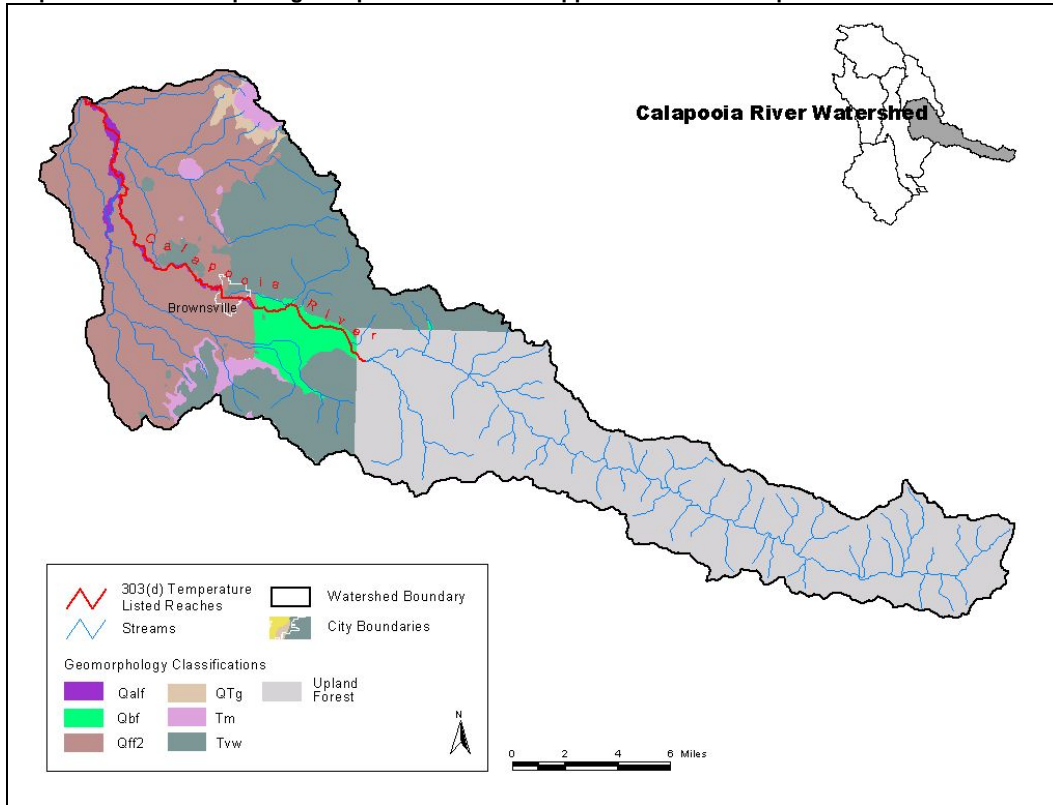 Calapooia River Watershed
Calapooia River
Brownsville
303(d) Temperature
Listed Reaches
Watershed Boundary
Streams
City Boundaries
Geomorphology Classifications
Qalf
QTg
Upland
Forest
Qbf
Tm
Qff2
Tvw
N
0 2 4 6 Miles